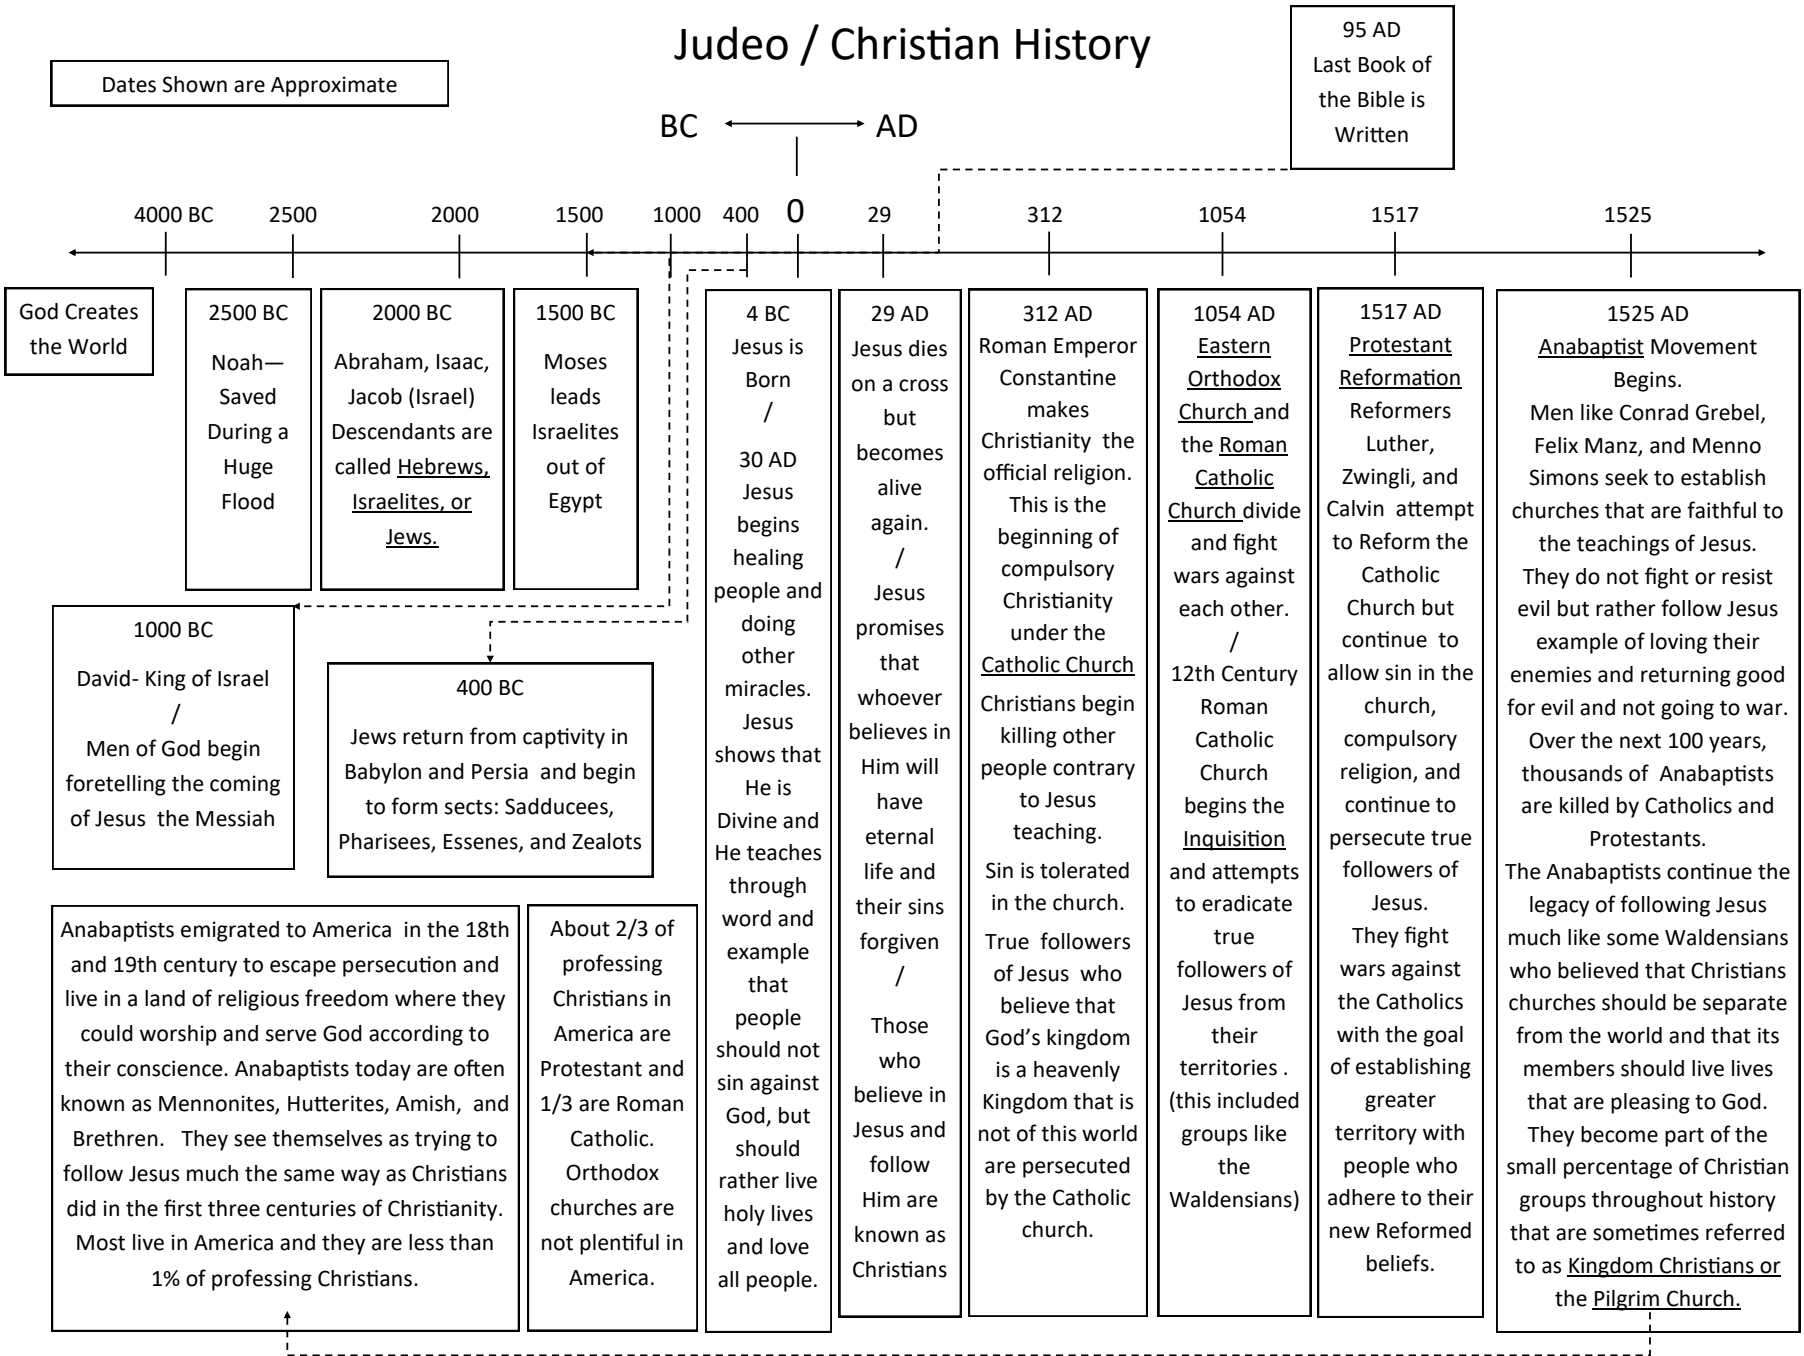 Judeo / Christian History
Dates Shown are Approximate
95 AD
Last Book of
the Bible is
Written
BC
AD
4000 BC
2500
2000
1500
1000
400
0
29
312
1054
1517
1525
God Creates
the World
2500 BC
Noah—
Saved
During a
Huge
Flood
2000 BC
Abraham, Isaac,
Jacob (Israel)
Descendants are
called Hebrews,
Israelites, or
Jews.
1500 BC
Moses
leads
Israelites
out of
Egypt
1000 BC
David- King of Israel
/
Men of God begin
foretelling the coming
of Jesus the Messiah
400 BC
Jews return from captivity in
Babylon and Persia and begin
to form sects: Sadducees,
Pharisees, Essenes, and Zealots
4 BC
Jesus is
Born
/
30 AD
Jesus
begins
healing
people and
doing
other
miracles.
Jesus
shows that
He is
Divine and
He teaches
through
word and
example
that
people
should not
sin against
God, but
should
rather live
holy lives
and love
all people.
29 AD
Jesus dies
on a cross
but
becomes
alive
again.
/
Jesus
promises
that
whoever
believes in
Him will
have
eternal
life and
their sins
forgiven
/
Those
who
believe in
Jesus and
follow
Him are
known as
Christians
312 AD
Roman Emperor
Constantine
makes
Christianity the
official religion.
This is the
beginning of
compulsory
Christianity
under the
Catholic Church
Christians begin
killing other
people contrary
to Jesus
teaching.
Sin is tolerated
in the church.
True followers
of Jesus who
believe that
God’s kingdom
is a heavenly
Kingdom that is
not of this world
are persecuted
by the Catholic
church.
1054 AD
Eastern
Orthodox
Church and
the Roman
Catholic
Church divide
and fight
wars against
each other.
/
12th Century
Roman
Catholic
Church
begins the
Inquisition
and attempts
to eradicate
true
followers of
Jesus from
their
territories .
(this included
groups like
the
Waldensians)
1517 AD
Protestant
Reformation
Reformers
Luther,
Zwingli, and
Calvin attempt
to Reform the
Catholic
Church but
continue to
allow sin in the
church,
compulsory
religion, and
continue to
persecute true
followers of
Jesus.
They fight
wars against
the Catholics
with the goal
of establishing
greater
territory with
people who
adhere to their
new Reformed
beliefs.
1525 AD
Anabaptist Movement
Begins.
Men like Conrad Grebel,
Felix Manz, and Menno
Simons seek to establish
churches that are faithful to
the teachings of Jesus.
They do not fight or resist
evil but rather follow Jesus
example of loving their
enemies and returning good
for evil and not going to war.
Over the next 100 years,
thousands of Anabaptists
are killed by Catholics and
Protestants.
The Anabaptists continue the
legacy of following Jesus
much like some Waldensians
who believed that Christians
churches should be separate
from the world and that its
members should live lives
that are pleasing to God.
They become part of the
small percentage of Christian
groups throughout history
that are sometimes referred
to as Kingdom Christians or
the Pilgrim Church.
Anabaptists emigrated to America in the 18th
and 19th century to escape persecution and
live in a land of religious freedom where they
could worship and serve God according to
their conscience. Anabaptists today are often
known as Mennonites, Hutterites, Amish, and
Brethren. They see themselves as trying to
follow Jesus much the same way as Christians
did in the first three centuries of Christianity.
Most live in America and they are less than
1% of professing Christians.
About 2/3 of
professing
Christians in
America are
Protestant and
1/3 are Roman
Catholic.
Orthodox
churches are
not plentiful in
America.